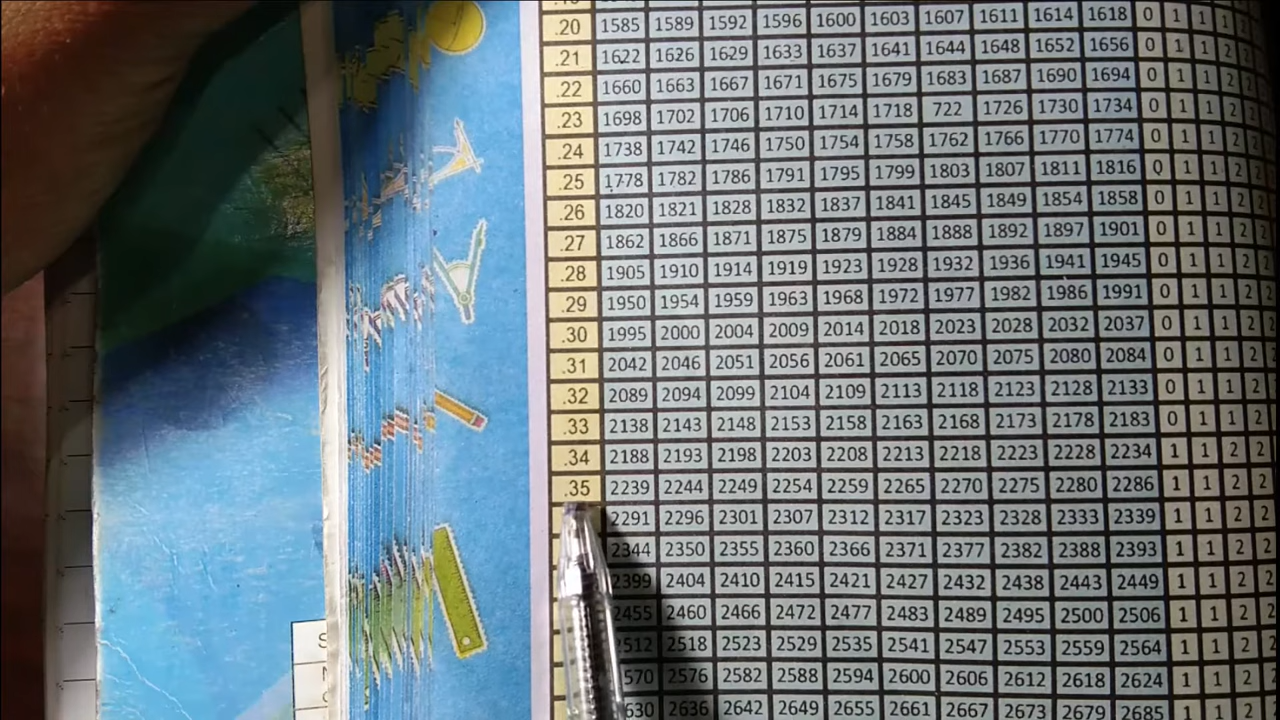 .20 1585 1589 1592 1596 1600 1603 1607 1611 1614 1618 0 1 1 1
.21 1622 1626 1629 1633 1637 1641 1644 1648 1652 1656 0 1 1 2
.22 1660 1663 1667 1671 1675 1679 1683 1687 1690 1694 0 1 1 2
.23 1698 1702 1706 1710 1714 1718 722 1726 1730 1734 0 1 1 2
.24 1738 1742 1746 1750 1754 1758 1762 1766 1770 1774 0 1 1 2
.25 1778 1782 1786 1791 1795 1799 1803 1807 1811 1816 0 1 1 2
.26 1820 1821 1828 1832 1837 1841 1845 1849 1854 1858 0 1 1 2
.27 1862 1866 1871 1875 1879 1884 1888 1892 1897 1901 0 1 1 2
.28 1905 1910 1914 1919 1923 1928 1932 1936 1941 1945 0 1 1 2
.29 1950 1954 1959 1963 1968 1972 1977 1982 1986 1991 0 1 1 2
.30 1995 2000 2004 2009 2014 2018 2023 2028 2032 2037 0 1 1 2
.31 2042 2046 2051 2056 2061 2065 2070 2075 2080 2084 0 1 1 2
.32 2089 2094 2099 2104 2109 2113 2118 2123 2128 2133 0 1 1 2
.33 2138 2143 2148 2153 2158 2163 2168 2173 2178 2183 0 1 1 2
.34 2188 2193 2198 2203 2208 2213 2218 2223 2228 2234 1 1 2 2
.35 2239 2244 2249 2254 2259 2265 2270 2275 2280 2286 1 1 2 2
2291 2296 2301 2307 2312 2317 2323 2328 2333 2339 1 1 2 2
2344 2350 2355 2360 2366 2371 2377 2382 2388 2393 1 1 2 2
2399 2404 2410 2415 2421 2427 2432 2438 2443 2449 1 1 2 2
2455 2460 2466 2472 2477 2483 2489 2495 2500 2506 1 1 2 2
2512 2518 2523 2529 2535 2541 2547 2553 2559 2564 1 1 2 2
2570 2576 2582 2588 2594 2600 2606 2612 2618 2624 1 1 2 2
2630 2636 2642 2649 2655 2661 2667 2673 2679 2685 1 1 2 2